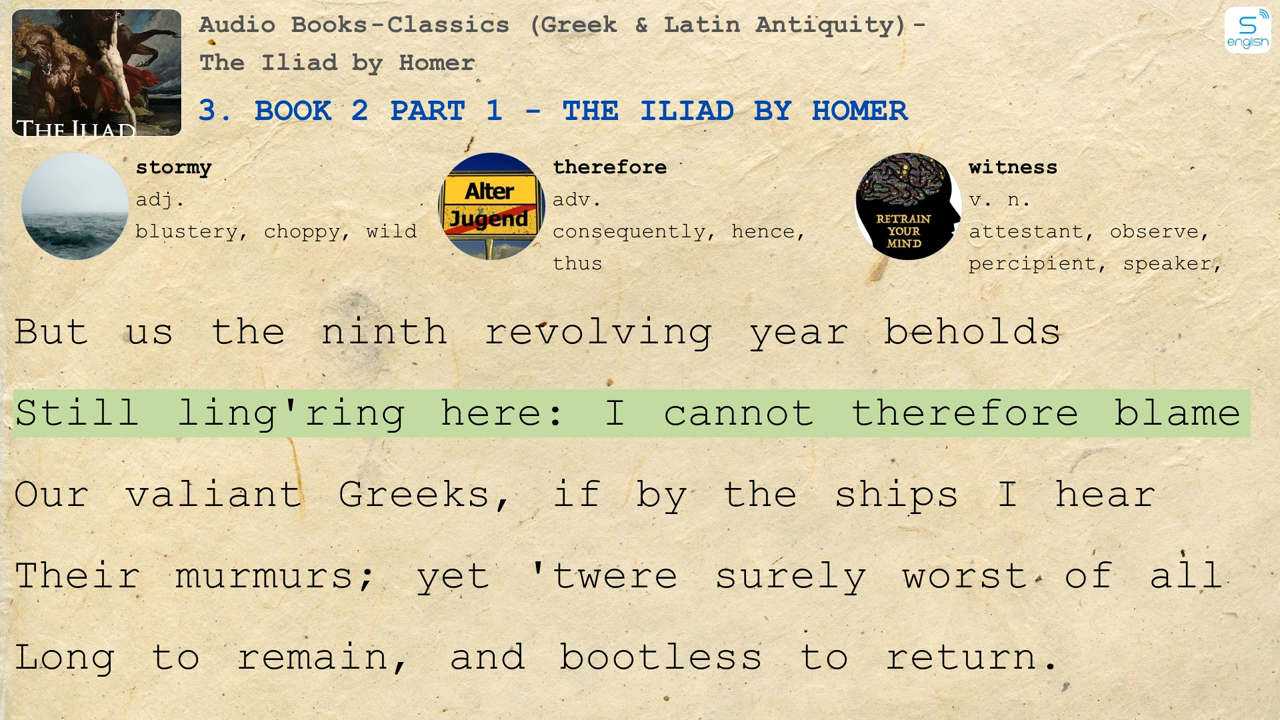 Audio Books-Classics (Greek & Latin Antiquity)-
The Iliad by Homer
3. BOOK 2 PART 1 - THE ILIAD BY HOMER
THE ILIAD
S
english
stormy
adj.
blustery, choppy, wild
Alter
Jugend
therefore
adv.
consequently, hence,
thus
RETRAIN
YOUR
MIND
witness
v. n.
attestant, observe,
percipient, speaker,
But us the ninth revolving year beholds
Still ling'ring here: I cannot therefore blame
Our valiant Greeks, if by the ships I hear
Their murmurs; yet 'twere surely worst of all
Long to remain, and bootless to return.